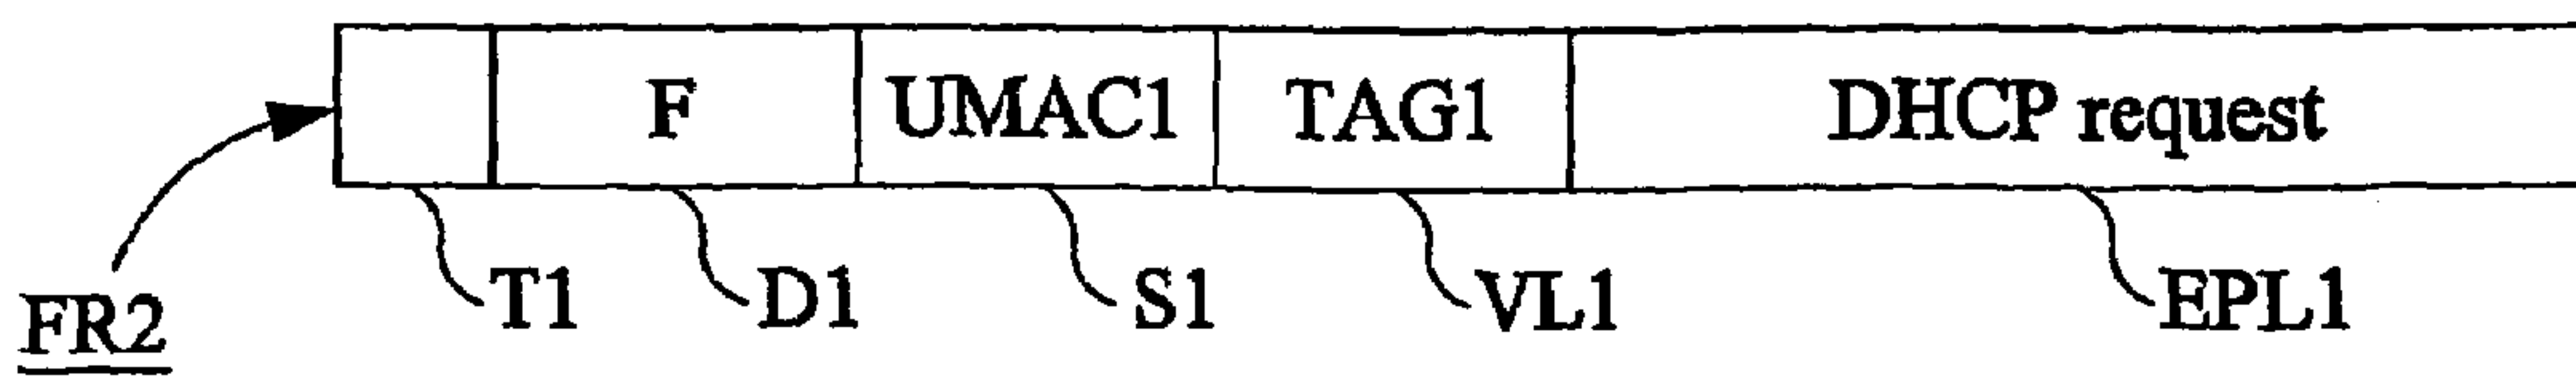 F UMAC1 TAG1 DHCP request
FR2 T1 D1 S1 VL1 EPL1